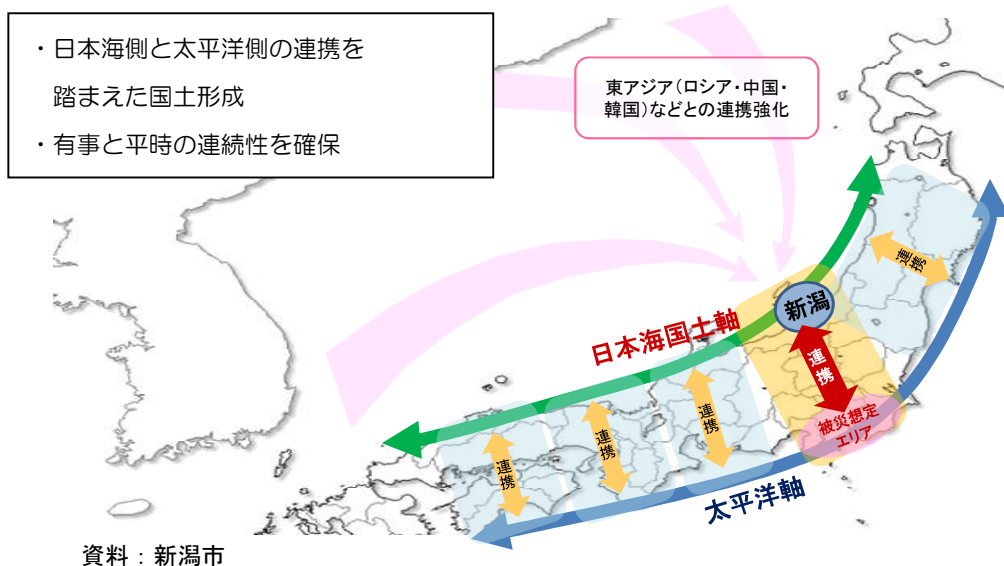 ・日本海側と太平洋側の連携を
踏まえた国土形成
・有事と平時の連続性を確保
東アジア(ロシア・中国・
韓国)などとの連携強化
連携
新潟
日本海国土軸
連携
連携
連携
連携
被災想定
エリア
太平洋軸
資料：新潟市